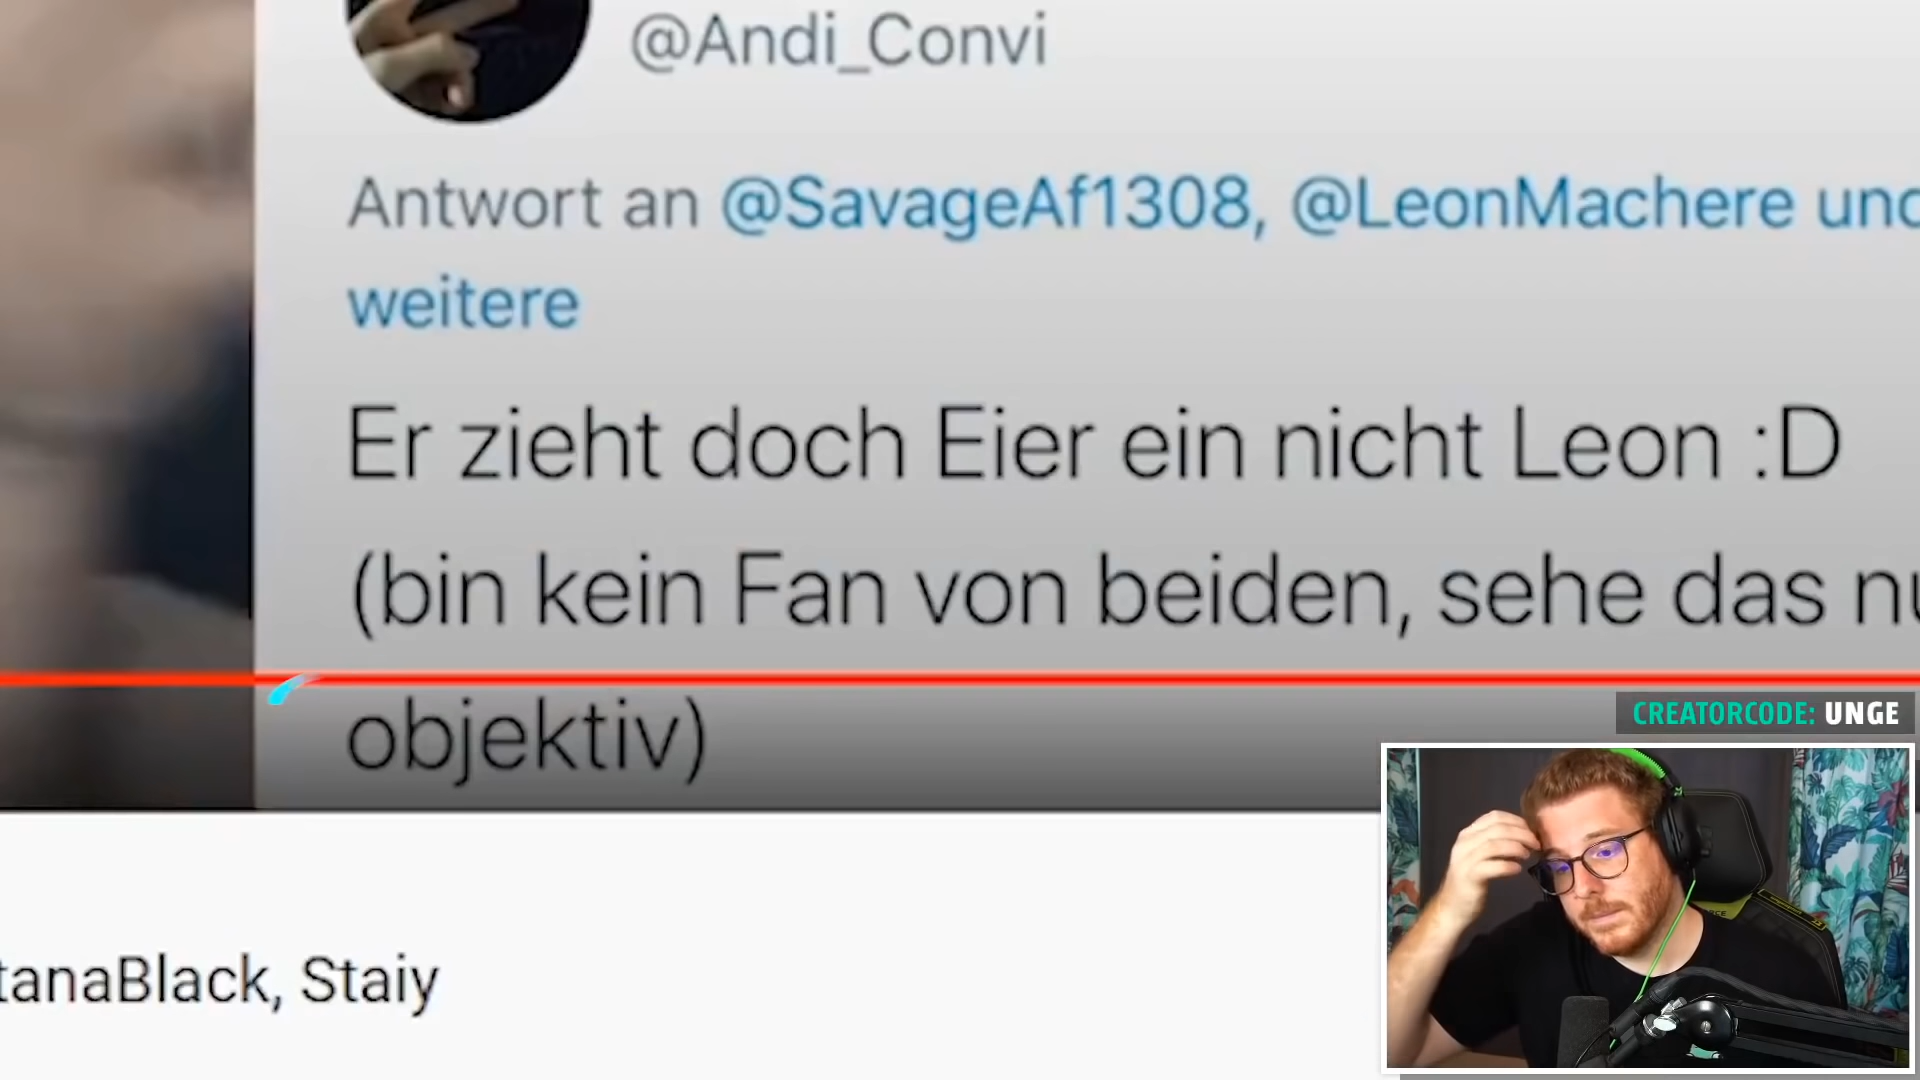 @Andi_Convi
Antwort an @SavageAf1308, @LeonMachere und
weitere
Er zieht doch Eier ein nicht Leon :D
(bin kein Fan von beiden, sehe das nu
objektiv)
CREATORCODE: UNGE
tanaBlack, Staiy